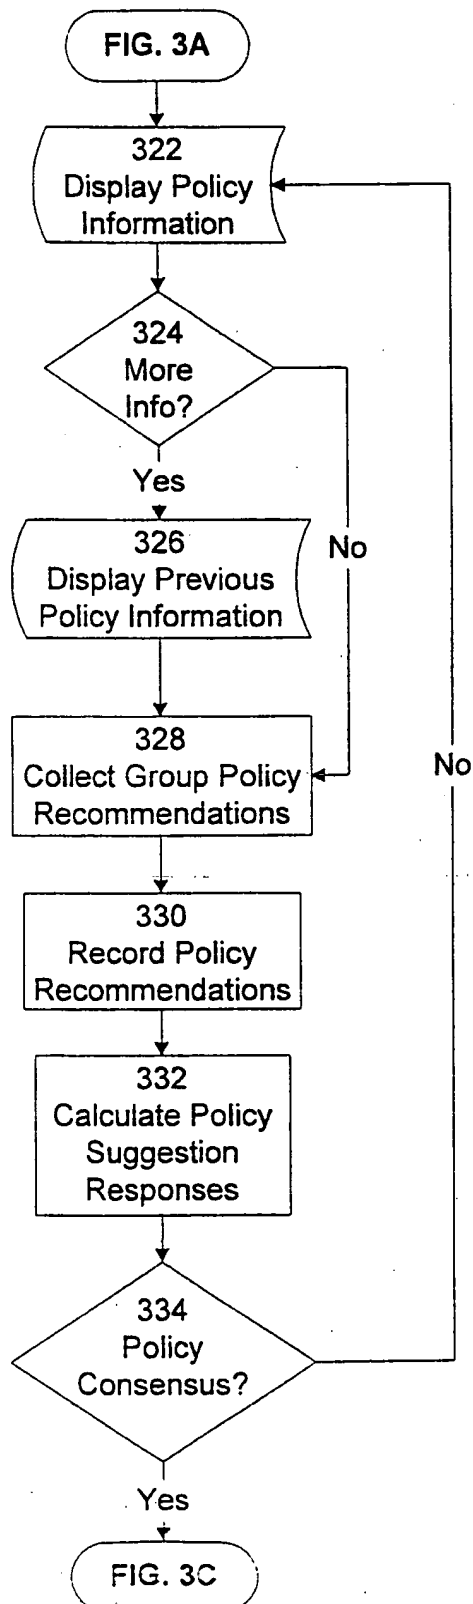 FIG. 3A
322
Display Policy
Information
324
More
Info?
Yes
326
Display Previous
Policy Information
No
328
Collect Group Policy
Recommendations
No
330
Record Policy
Recommendations
332
Calculate Policy
Suggestion
Responses
334
Policy
Consensus?
Yes
FIG. 3C